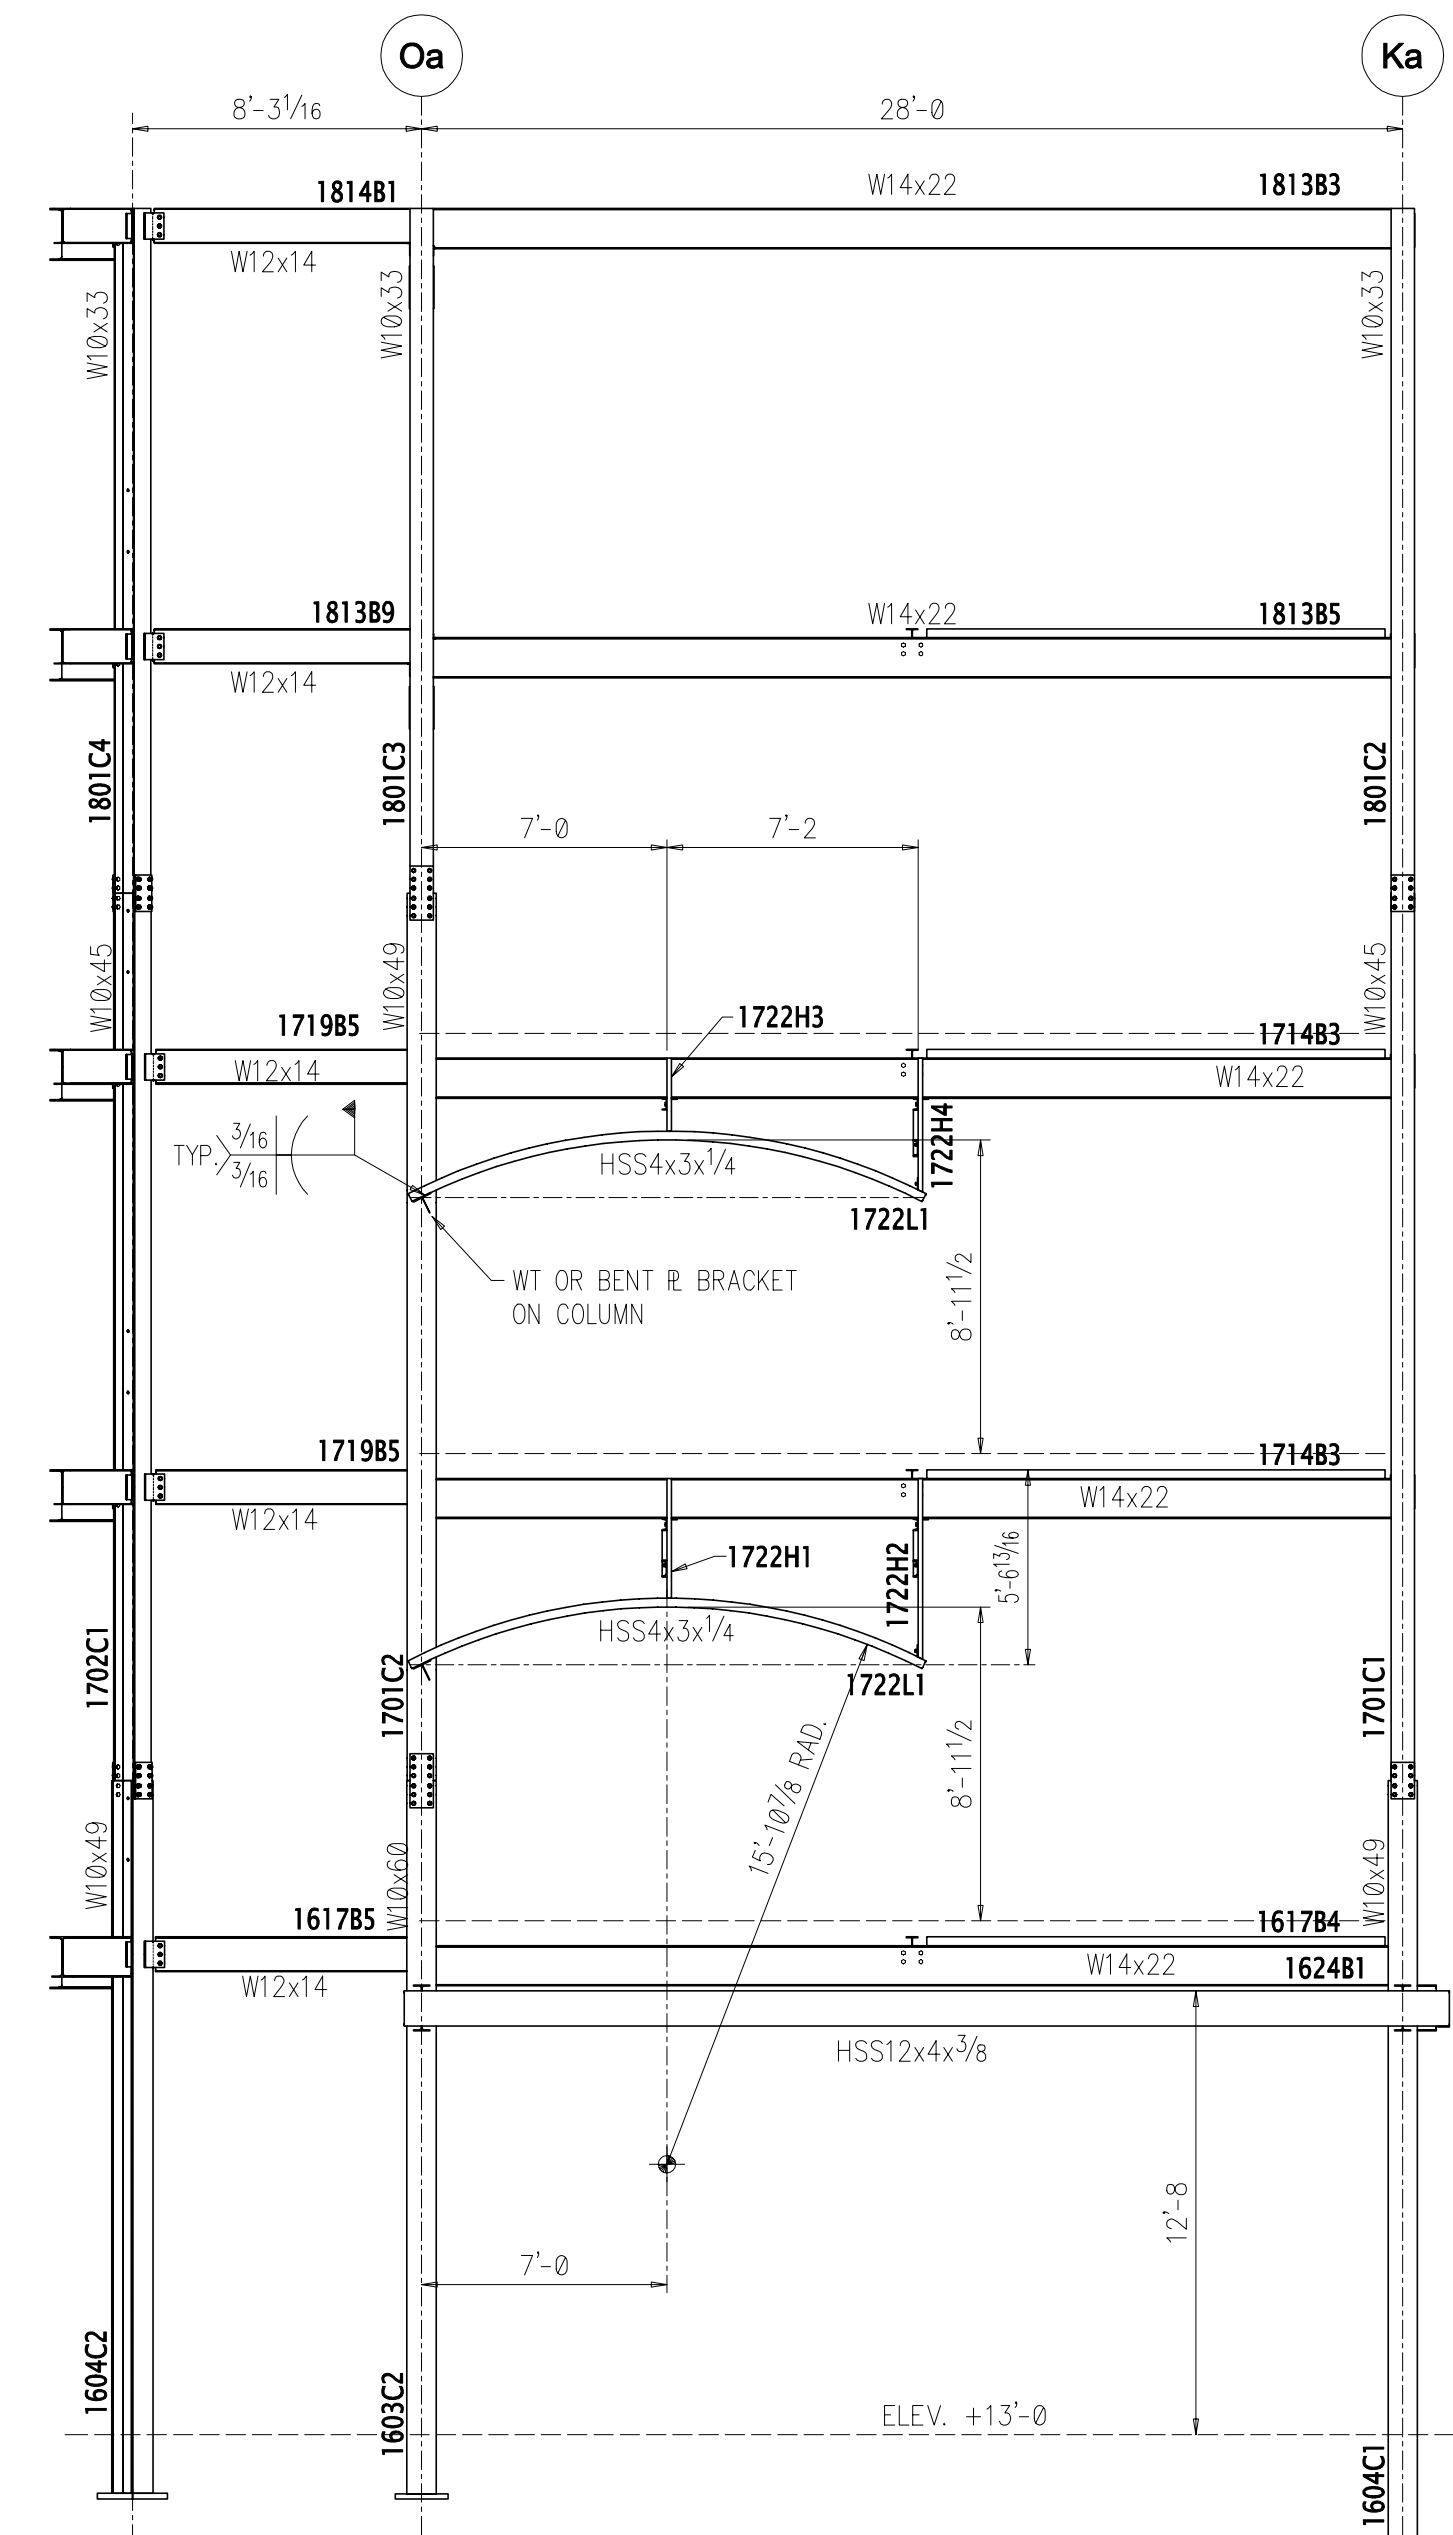 Oa
Ka
8'-3 1/16
28'-0
1814B1
W14x22
1813B3
W12x14
W10x33
W10x33
W10x33
1813B9
W14x22
1813B5
W12x14
1801C4
1801C3
1801C2
7'-0
7'-2
W10x45
W10x49
W10x45
1719B5
1722H3
1714B3
W12x14
W14x22
TYP.
3/16
3/16
HSS4x3x1/4
1722H4
1722L1
WT OR BENT ⅊ BRACKET
ON COLUMN
8'-11 1/2
1719B5
1714B3
W12x14
W14x22
1722H1
1722H2
5'-6 13/16
HSS4x3x1/4
1702C1
1701C2
1722L1
1701C1
15'-10 7/8 RAD.
8'-11 1/2
W10x49
W10x60
W10x49
1617B5
1617B4
W12x14
W14x22
1624B1
HSS12x4x3/8
12'-8
7'-0
1604C2
1603C2
ELEV. +13'-0
1604C1